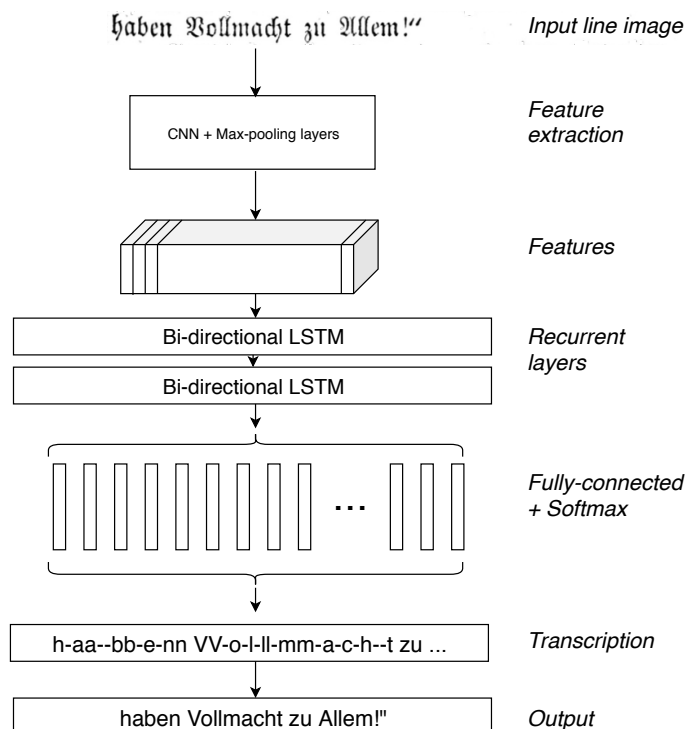 haben Vollmacht zu Allem!“
Input line image
CNN + Max-pooling layers
Feature
extraction
Features
Bi-directional LSTM
Bi-directional LSTM
Recurrent
layers
...
Fully-connected
+ Softmax
h-aa--bb-e-nn VV-o-l-ll-mm-a-c-h--t zu ...
Transcription
haben Vollmacht zu Allem!"
Output